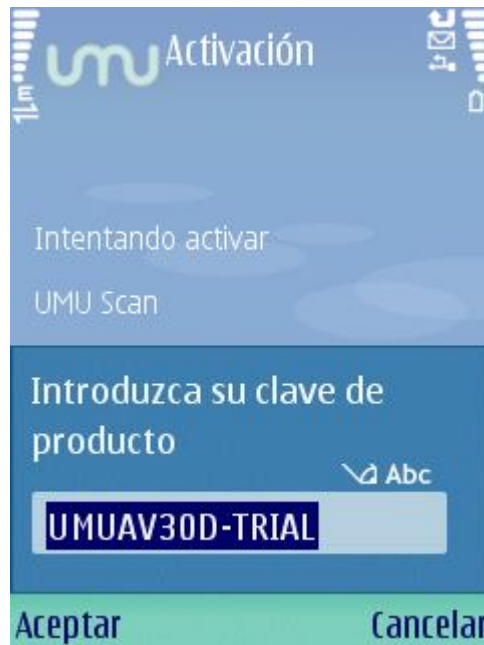 umu Activación
Intentando activar
UMU Scan
Introduzca su clave de
producto
Abc
UMUAV30D-TRIAL
Aceptar Cancelar